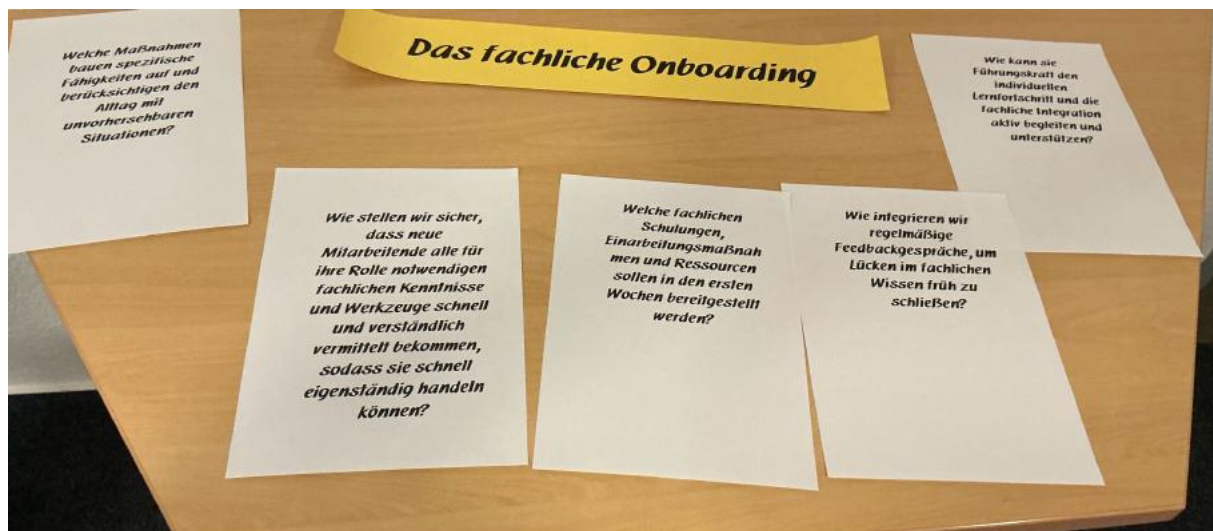 Das fachliche Onboarding
Welche Maßnahmen
bauen spezifische
Fähigkeiten auf und
berücksichtigen den
Alltag mit
unvorhersehbaren
Situationen?
Wie stellen wir sicher,
dass neue
Mitarbeitende alle für
ihre Rolle notwendigen
fachlichen Kenntnisse
und Werkzeuge schnell
und verständlich
vermittelt bekommen,
sodass sie schnell
eigenständig handeln
können?
Welche fachlichen
Schulungen,
Einarbeitungsmaßnah
men und Ressourcen
sollen in den ersten
Wochen bereitgestellt
werden?
Wie integrieren wir
regelmäßige
Feedbackgespräche, um
Lücken im fachlichen
Wissen früh zu
schließen?
Wie kann sie
Führungskraft den
individuellen
Lernfortschritt und die
fachliche Integration
aktiv begleiten und
unterstützen?